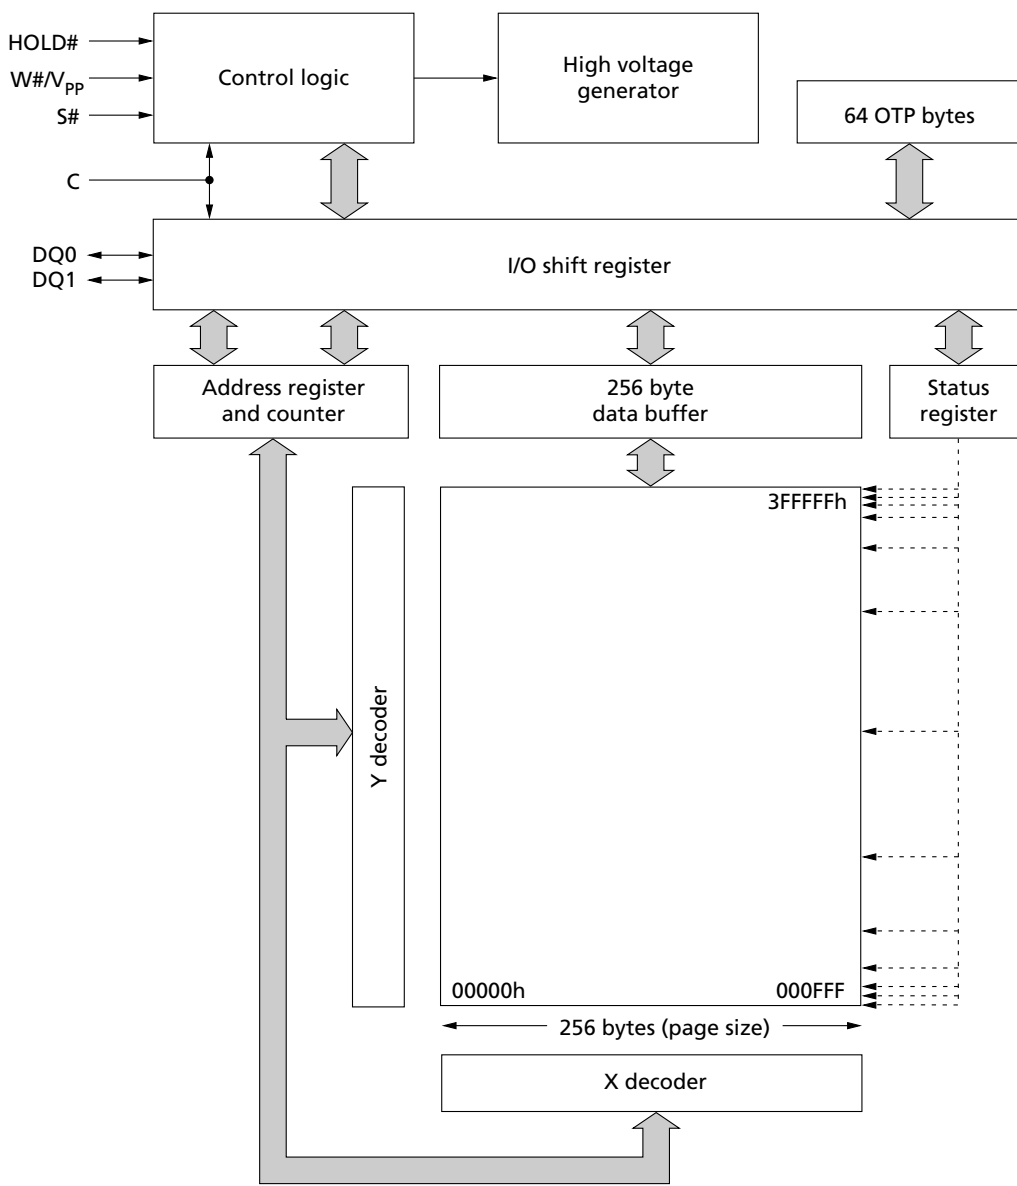 HOLD#
W#/VPP
S#
Control logic
High voltage
generator
64 OTP bytes
C
DQ0
DQ1
I/O shift register
Address register
and counter
256 byte
data buffer
Status
register
3FFFFFh
Y decoder
00000h
000FFF
256 bytes (page size)
X decoder